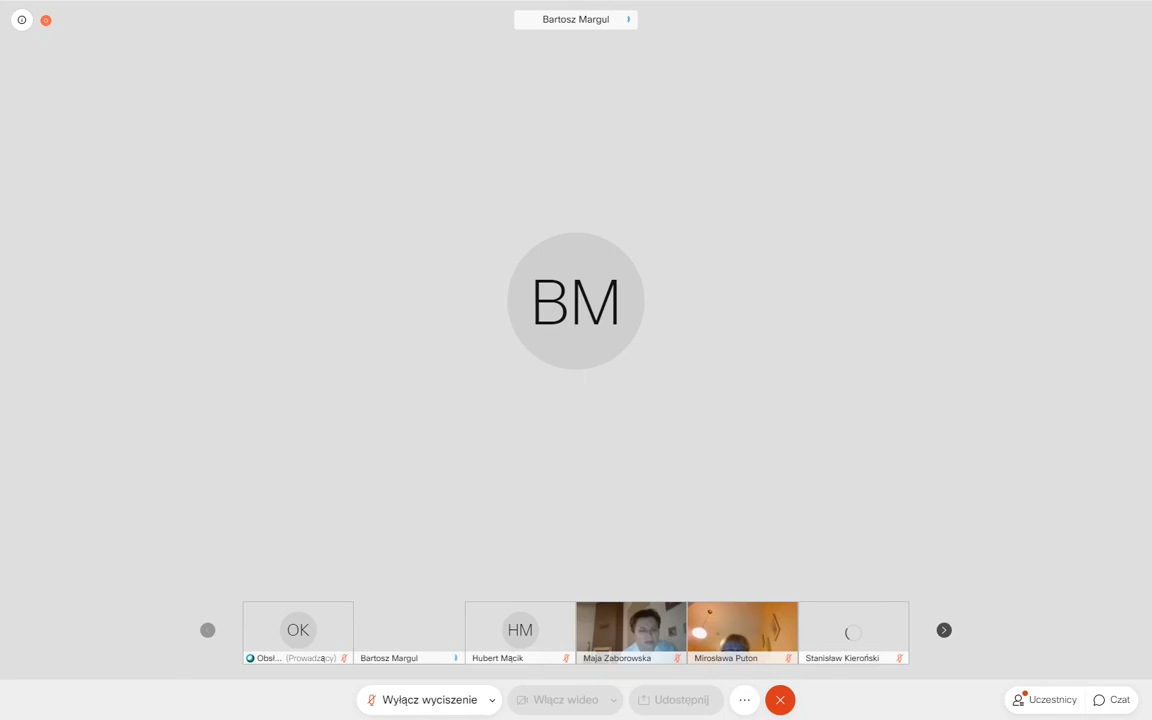 Bartosz Margul
BM
OK
HM
Obsł... (Prowadzący)
Bartosz Margul
Hubert Mącik
Maja Zaborowska
Mirosława Puton
Stanisław Kieroński
Wyłącz wyciszenie
Włącz wideo
Udostępnij
Uczestnicy
Czat